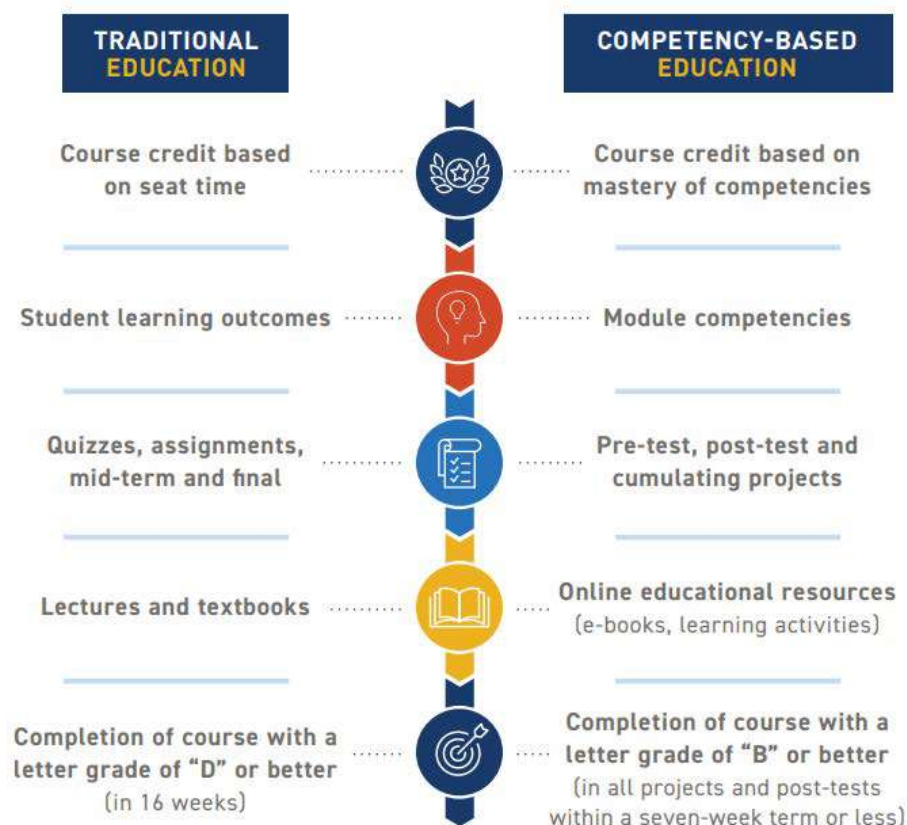 TRADITIONAL
EDUCATION
COMPETENCY-BASED
EDUCATION
Course credit based
on seat time
Course credit based on
mastery of competencies
Student learning outcomes
Module competencies
Quizzes, assignments,
mid-term and final
Pre-test, post-test and
cumulating projects
Lectures and textbooks
Online educational resources
(e-books, learning activities)
Completion of course with a
letter grade of “D” or better
(in 16 weeks)
Completion of course with a
letter grade of “B” or better
(in all projects and post-tests
within a seven-week term or less)